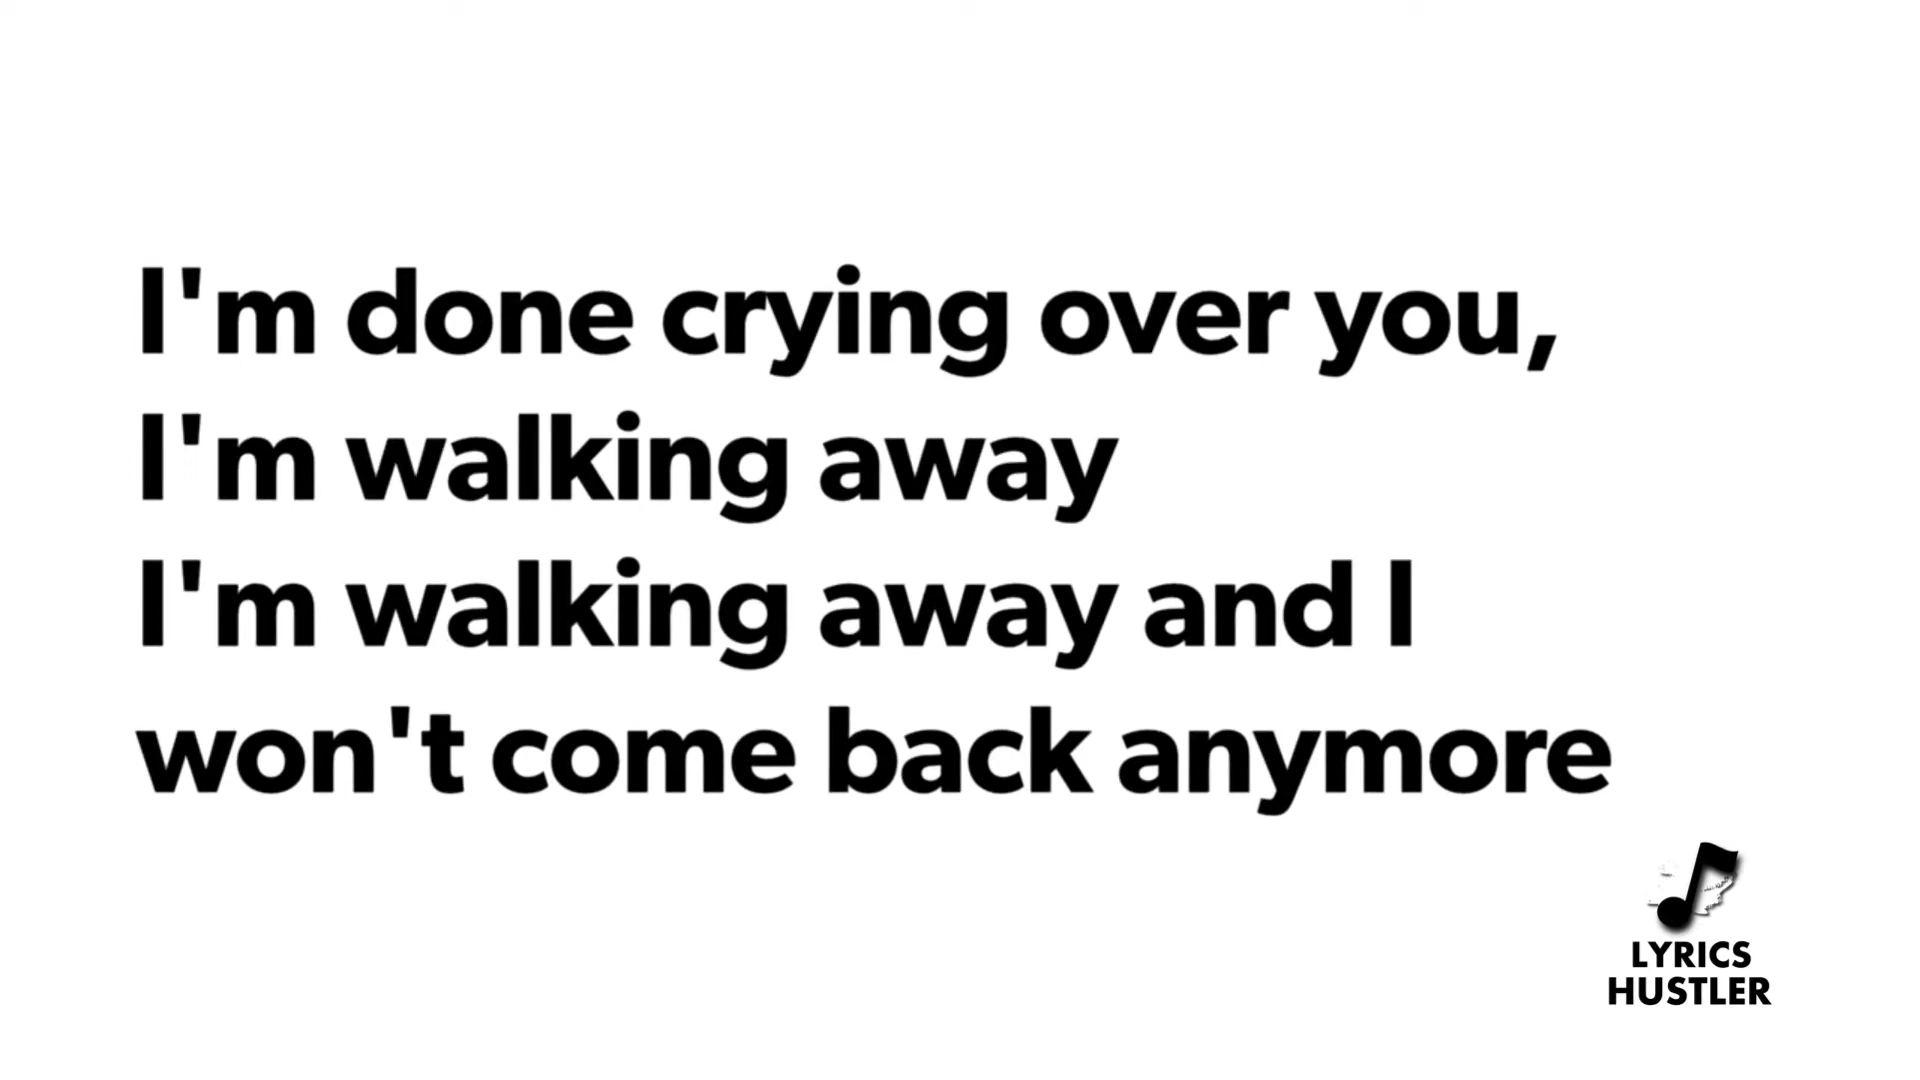 I'm done crying over you,
I'm walking away
I'm walking away and I
won't come back anymore
LYRICS
HUSTLER